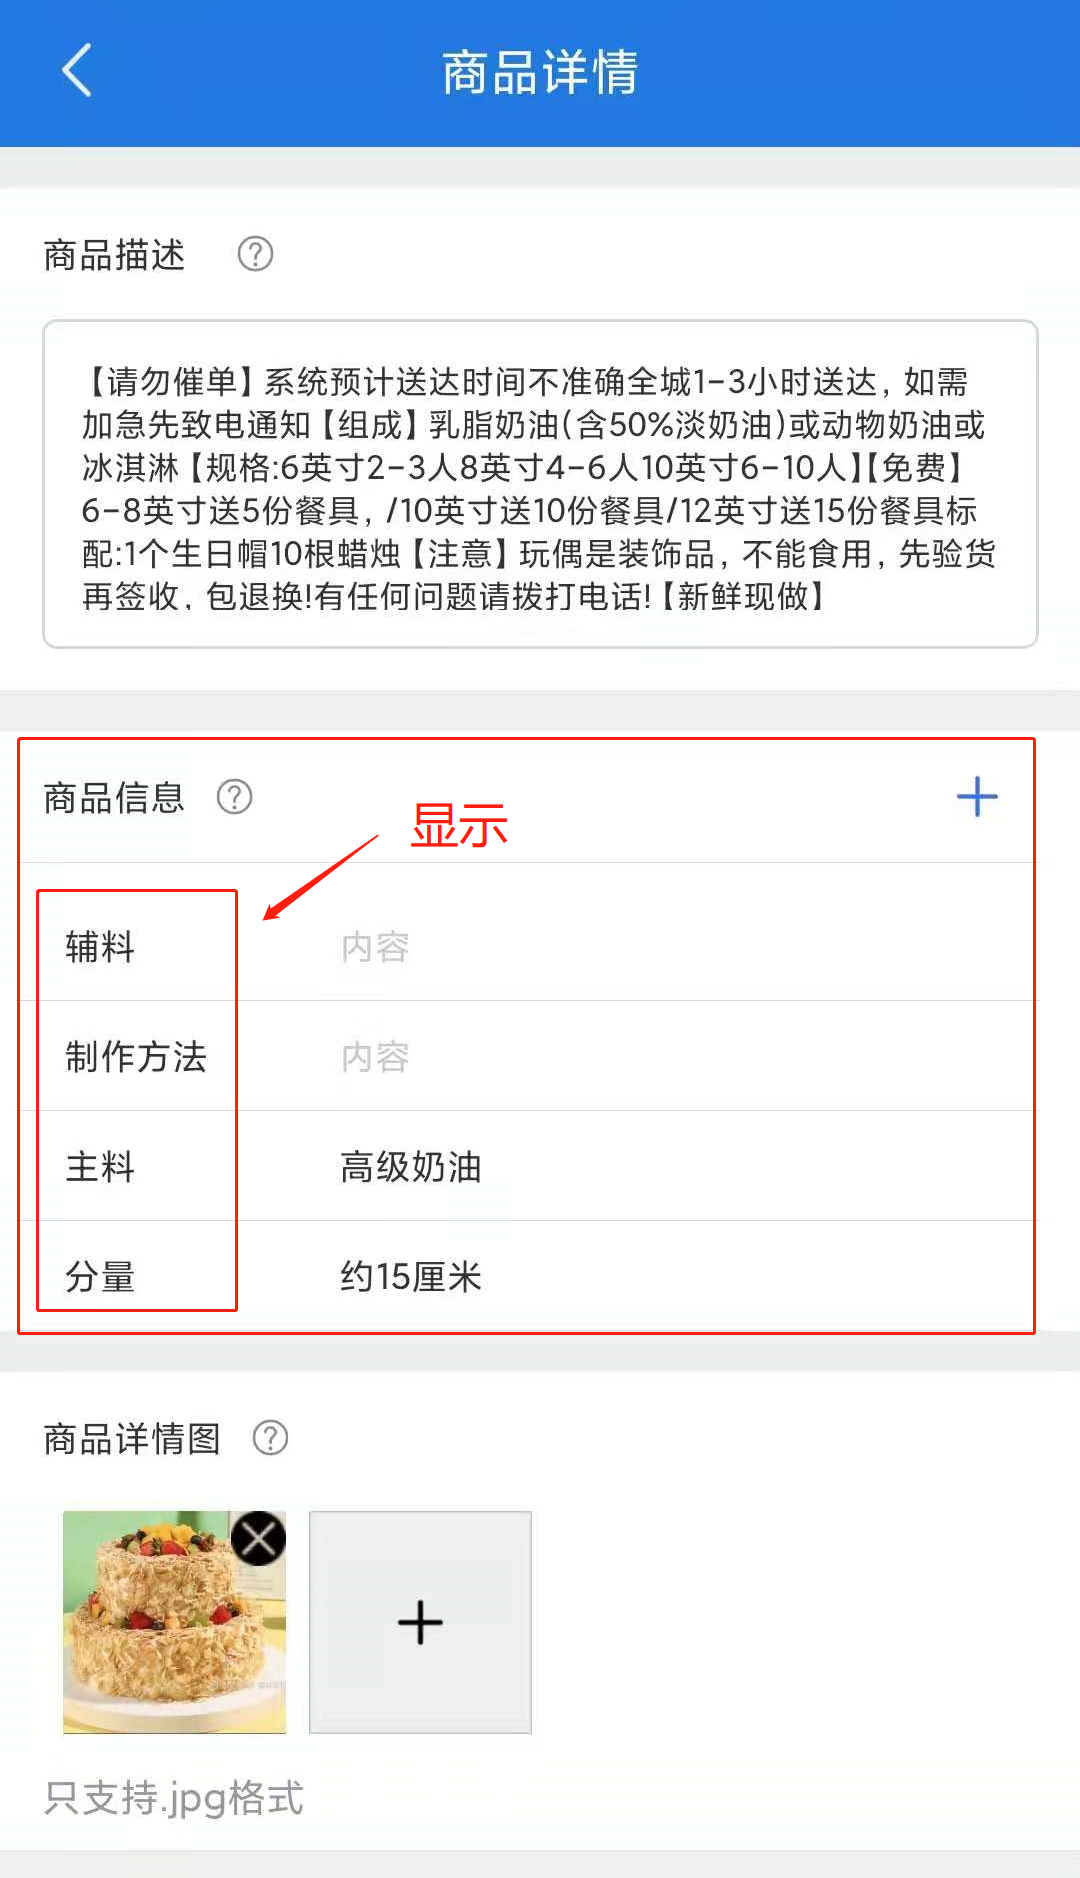 商品详情
商品描述 ?
【请勿催单】系统预计送达时间不准确全城1-3小时送达，如需
加急先致电通知【组成】乳脂奶油(含50%淡奶油)或动物奶油或
冰淇淋【规格:6英寸2-3人8英寸4-6人10英寸6-10人】【免费】
6-8英寸送5份餐具，/10英寸送10份餐具/12英寸送15份餐具标
配:1个生日帽10根蜡烛【注意】玩偶是装饰品，不能食用，先验货
再签收，包退换!有任何问题请拨打电话!【新鲜现做】
商品信息 ?
显示
辅料 内容
制作方法 内容
主料 高级奶油
分量 约15厘米
商品详情图 ?
只支持.jpg格式